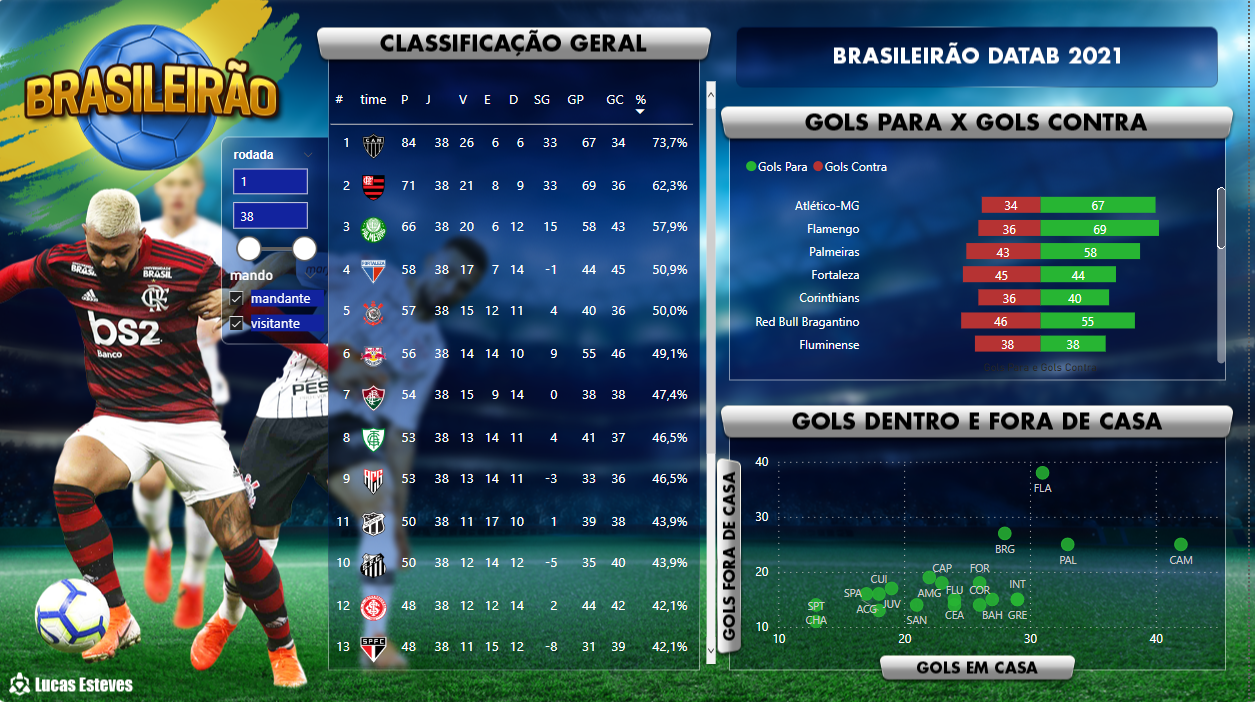 BRASILEIRÃO
CLASSIFICAÇÃO GERAL
BRASILEIRÃO DATAB 2021
rodada
1
38
mando
mandante
visitante
# time P J V E D SG GP GC %
1 84 38 26 6 6 33 67 34 73,7%
2 71 38 21 8 9 33 69 36 62,3%
3 66 38 20 6 12 15 58 43 57,9%
4 58 38 17 7 14 -1 44 45 50,9%
5 57 38 15 12 11 4 40 36 50,0%
6 56 38 14 14 10 9 55 46 49,1%
7 54 38 15 9 14 0 38 38 47,4%
8 53 38 13 14 11 4 41 37 46,5%
9 53 38 13 14 11 -3 33 36 46,5%
11 50 38 11 17 10 1 39 38 43,9%
10 50 38 12 14 12 -5 35 40 43,9%
12 48 38 12 12 14 2 44 42 42,1%
13 48 38 11 15 12 -8 31 39 42,1%
FORTALEZA
PALMEIRAS
SPFC
GOLS PARA X GOLS CONTRA
Gols Para Gols Contra
Atlético-MG 34 67
Flamengo 36 69
Palmeiras 43 58
Fortaleza 45 44
Corinthians 36 40
Red Bull Bragantino 46 55
Fluminense 38 38
GOLS DENTRO E FORA DE CASA
GOLS FORA DE CASA
40
30
20
10
FLA
BRG
PAL
CAM
CAP
FOR
CUI
SPA
AMG
FLU
COR
INT
SPT
ACG
JUV
CHA
SAN
CEA
BAH
GRE
10 20 30 40
GOLS EM CASA
bs2
Banco
PES
Lucas Esteves